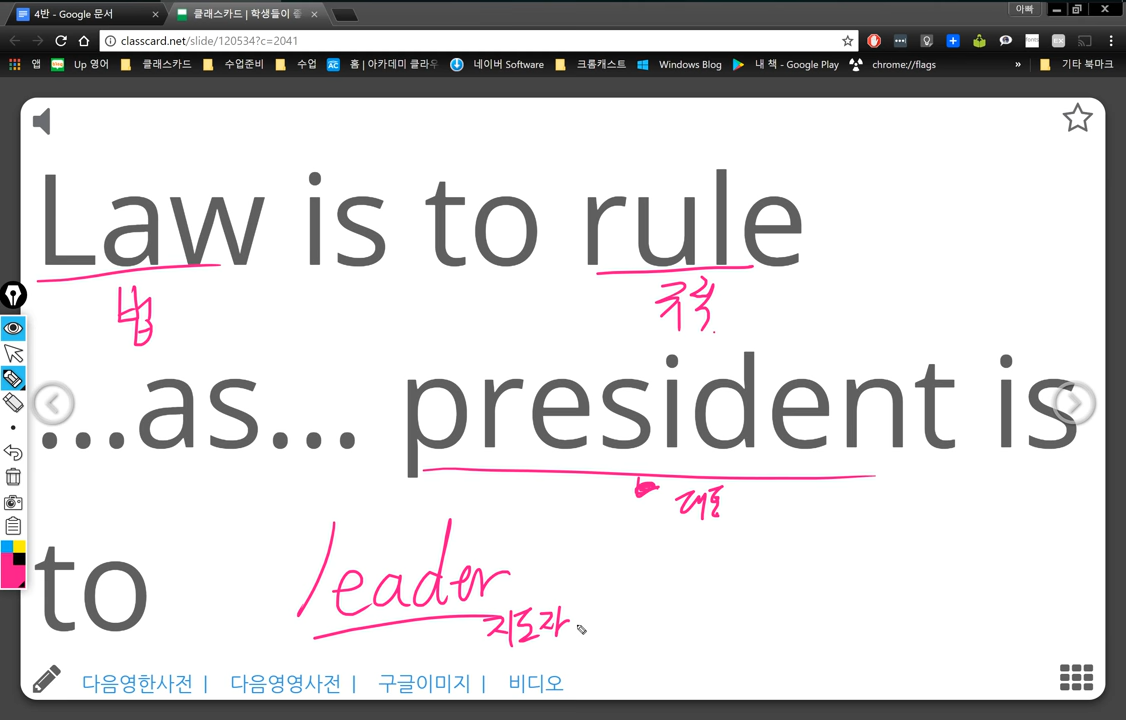 4반 - Google 문서
클래스카드 | 학생들이 즐
아빠
classcard.net/slide/120534?c=2041
앱
Up 영어
클래스카드
수업준비
수업
홈 | 아카데미 클라우
네이버 Software
크롬캐스트
Windows Blog
내 책 - Google Play
chrome://flags
»
기타 북마크
Law is to rule
법
규칙
...as... president is
대통
to
leader
지도자
다음영한사전 | 다음영영사전 | 구글이미지 | 비디오